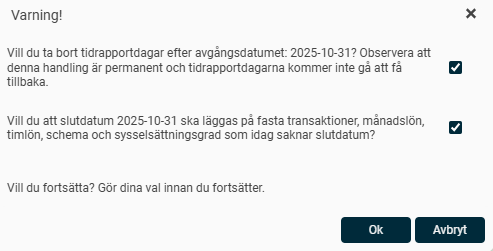 Varning!
Vill du ta bort tidrapportdagar efter avgångsdatumet: 2025-10-31? Observera att
denna handling är permanent och tidrapportdagarna kommer inte gå att få
tillbaka.
Vill du att slutdatum 2025-10-31 ska läggas på fasta transaktioner, månadslön,
timlön, schema och sysselsättningsgrad som idag saknar slutdatum?
Vill du fortsätta? Gör dina val innan du fortsätter.
Ok Avbryt